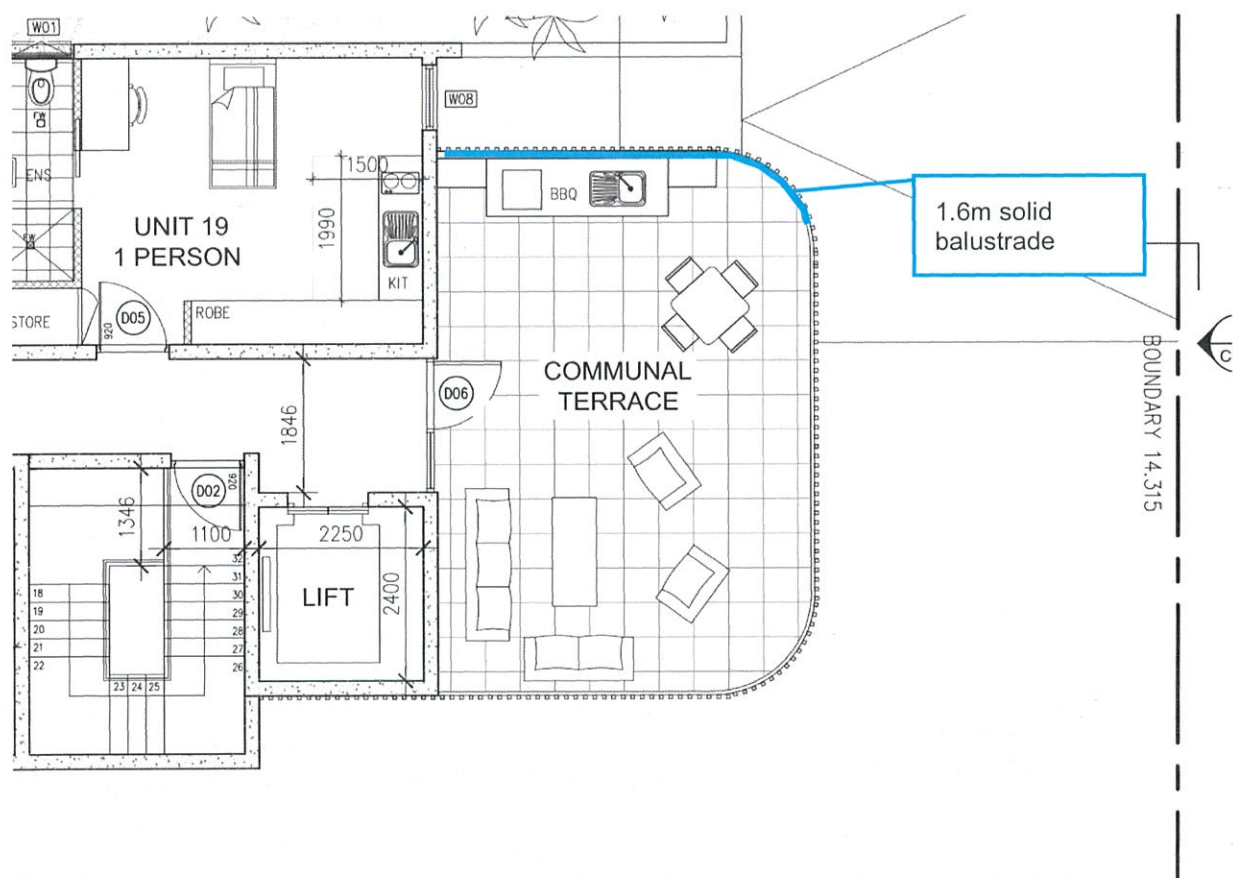 W01
W08
FW
ENS
1500
BBQ
1.6m solid
balustrade
UNIT 19
1 PERSON
1990
FW
KIT
STORE
920
D05
ROBE
C
BOUNDARY 14.315
COMMUNAL
TERRACE
D06
1846
D02
920
1346
1100
2250
32
31
18
30
19
29
20
28
21
27
22
26
LIFT
2400
23
24
25